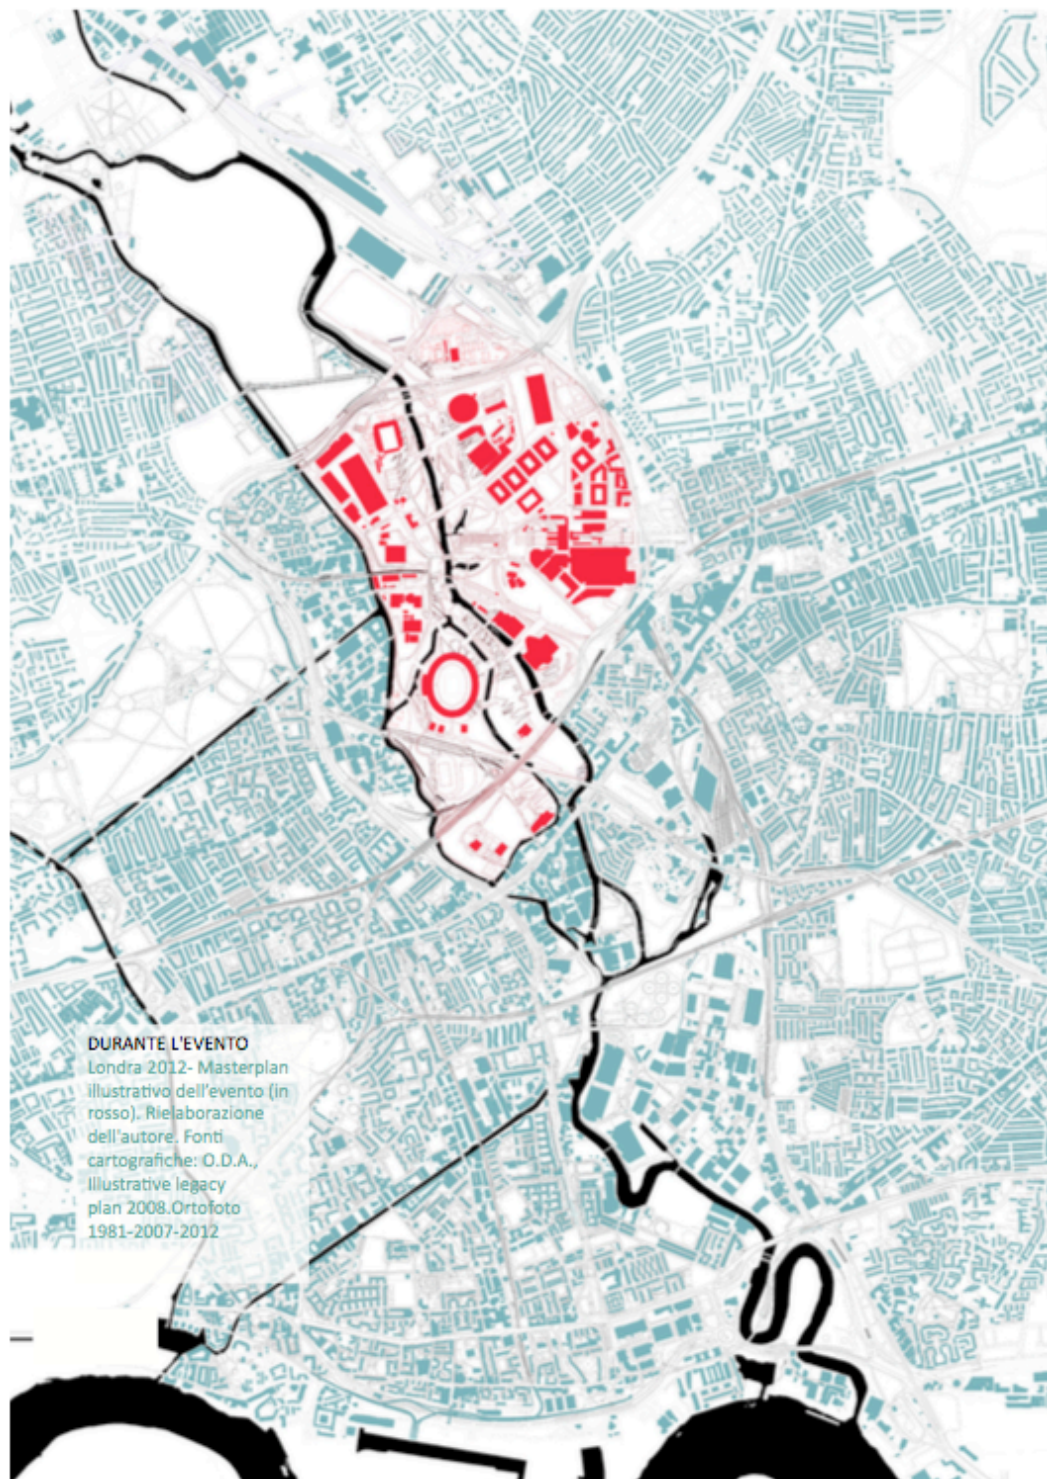 DURANTE L'EVENTO
Londra 2012- Masterplan
illustrativo dell'evento (in
rosso). Rielaborazione
dell'autore. Fonti
cartografiche: O.D.A.,
Illustrative legacy
plan 2008.Ortofoto
1981-2007-2012